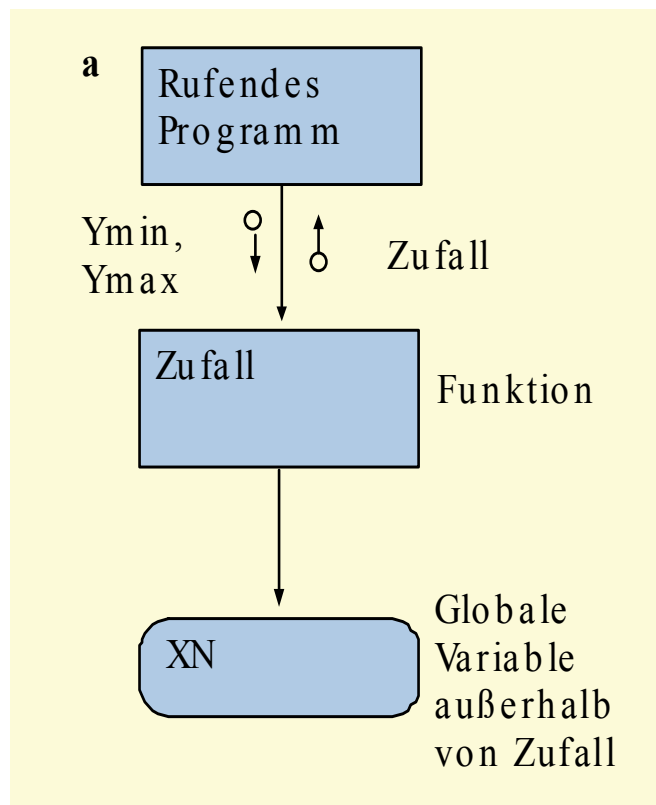 a
Rufendes
Programm
Ymin,
Ymax
Zufall
Zufall
Funktion
XN
Globale
Variable
außerhalb
von Zufall